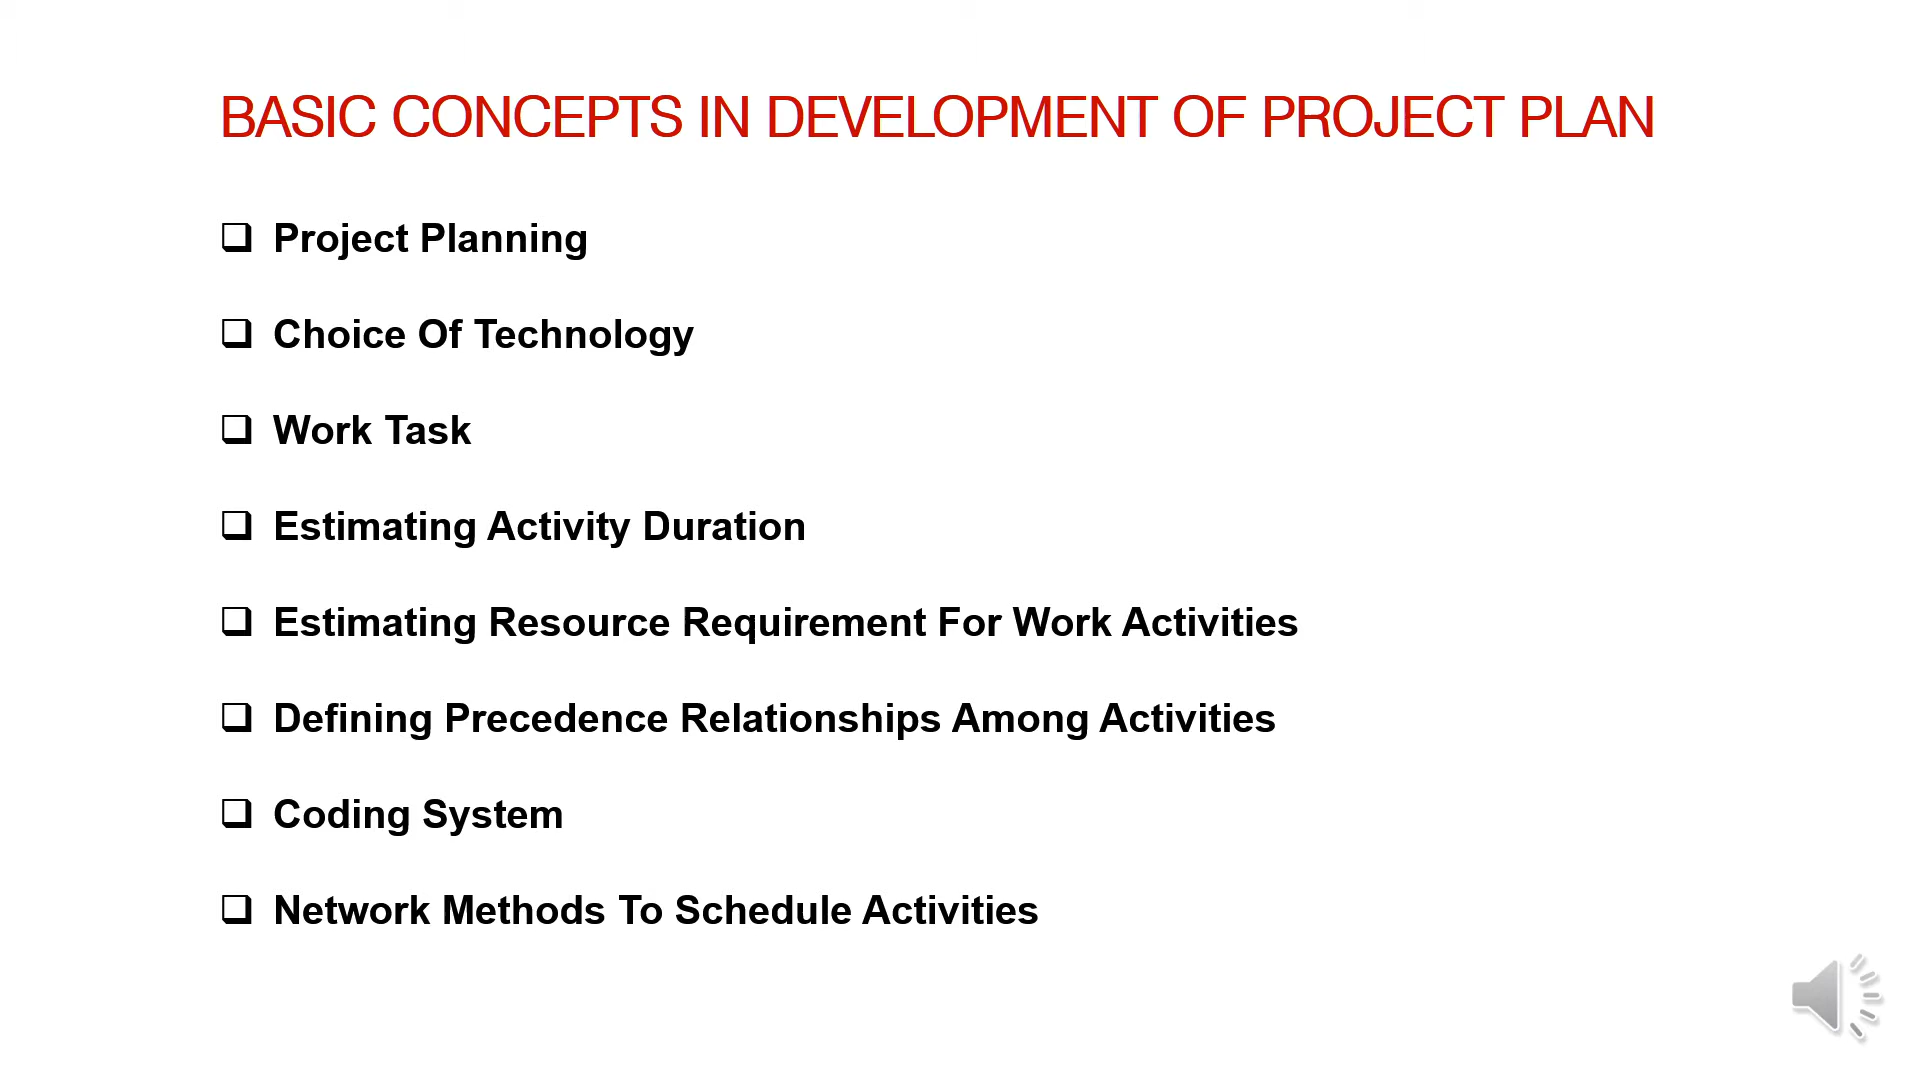 BASIC CONCEPTS IN DEVELOPMENT OF PROJECT PLAN
Project Planning
Choice Of Technology
Work Task
Estimating Activity Duration
Estimating Resource Requirement For Work Activities
Defining Precedence Relationships Among Activities
Coding System
Network Methods To Schedule Activities